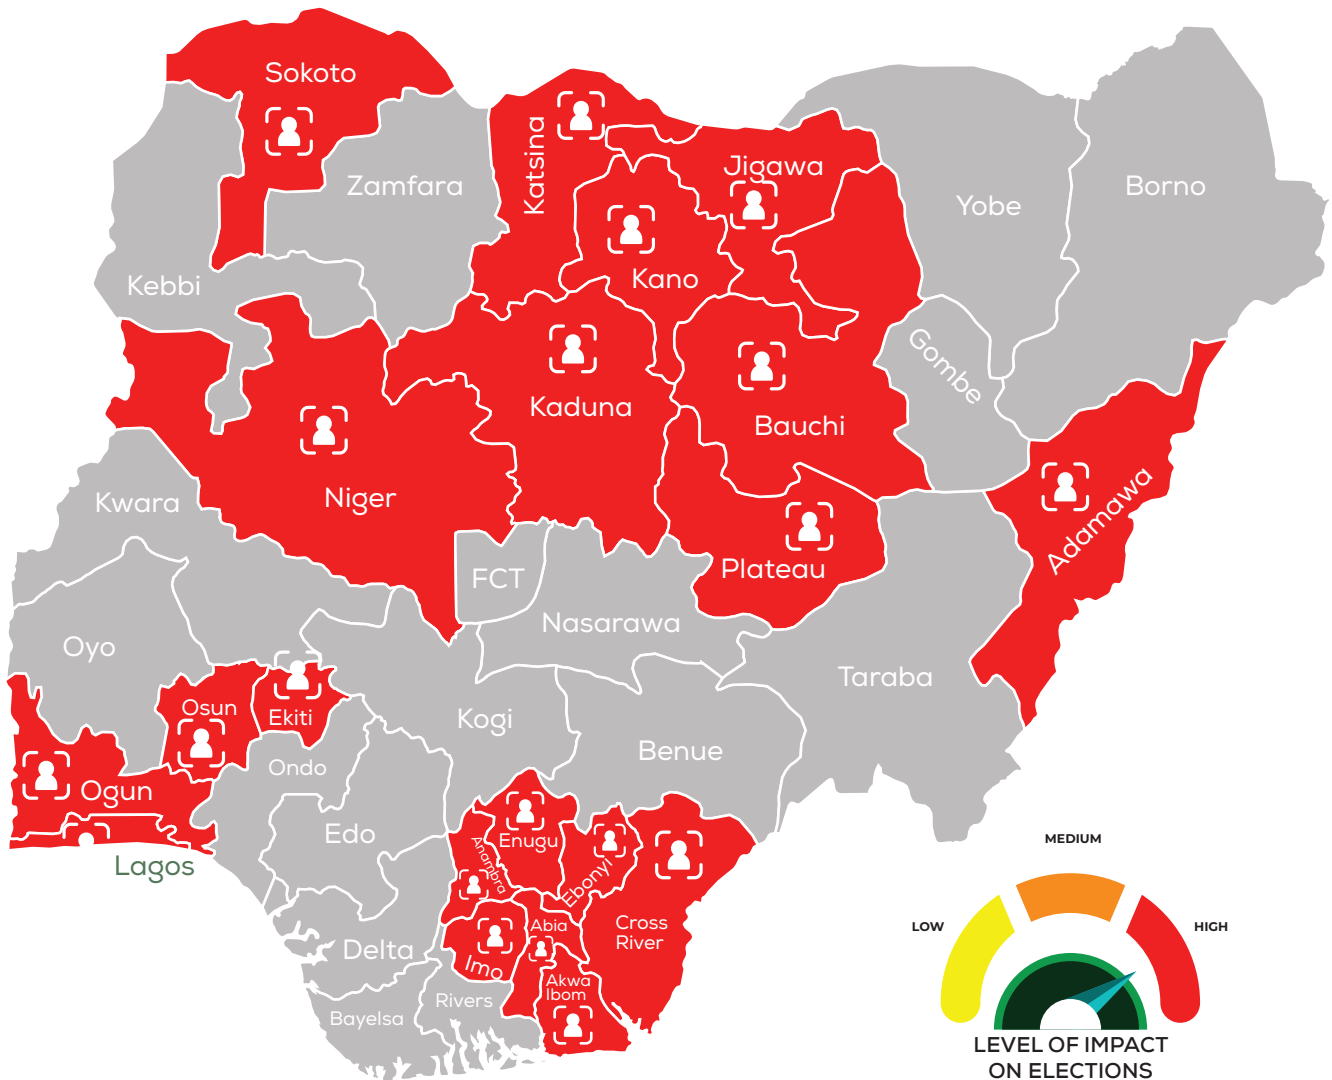 Sokoto
Katsina
Jigawa
Zamfara
Yobe
Borno
Kano
Kebbi
Gombe
Kaduna
Bauchi
Niger
Adamawa
Kwara
Plateau
FCT
Nasarawa
Oyo
Taraba
Osun
Ekiti
Kogi
Benue
Ondo
Ogun
Edo
Enugu
Anambra
Ebonyi
Lagos
Cross
River
Abia
Delta
Imo
Akwa
Ibom
Rivers
Bayelsa
MEDIUM
LOW
HIGH
LEVEL OF IMPACT
ON ELECTIONS